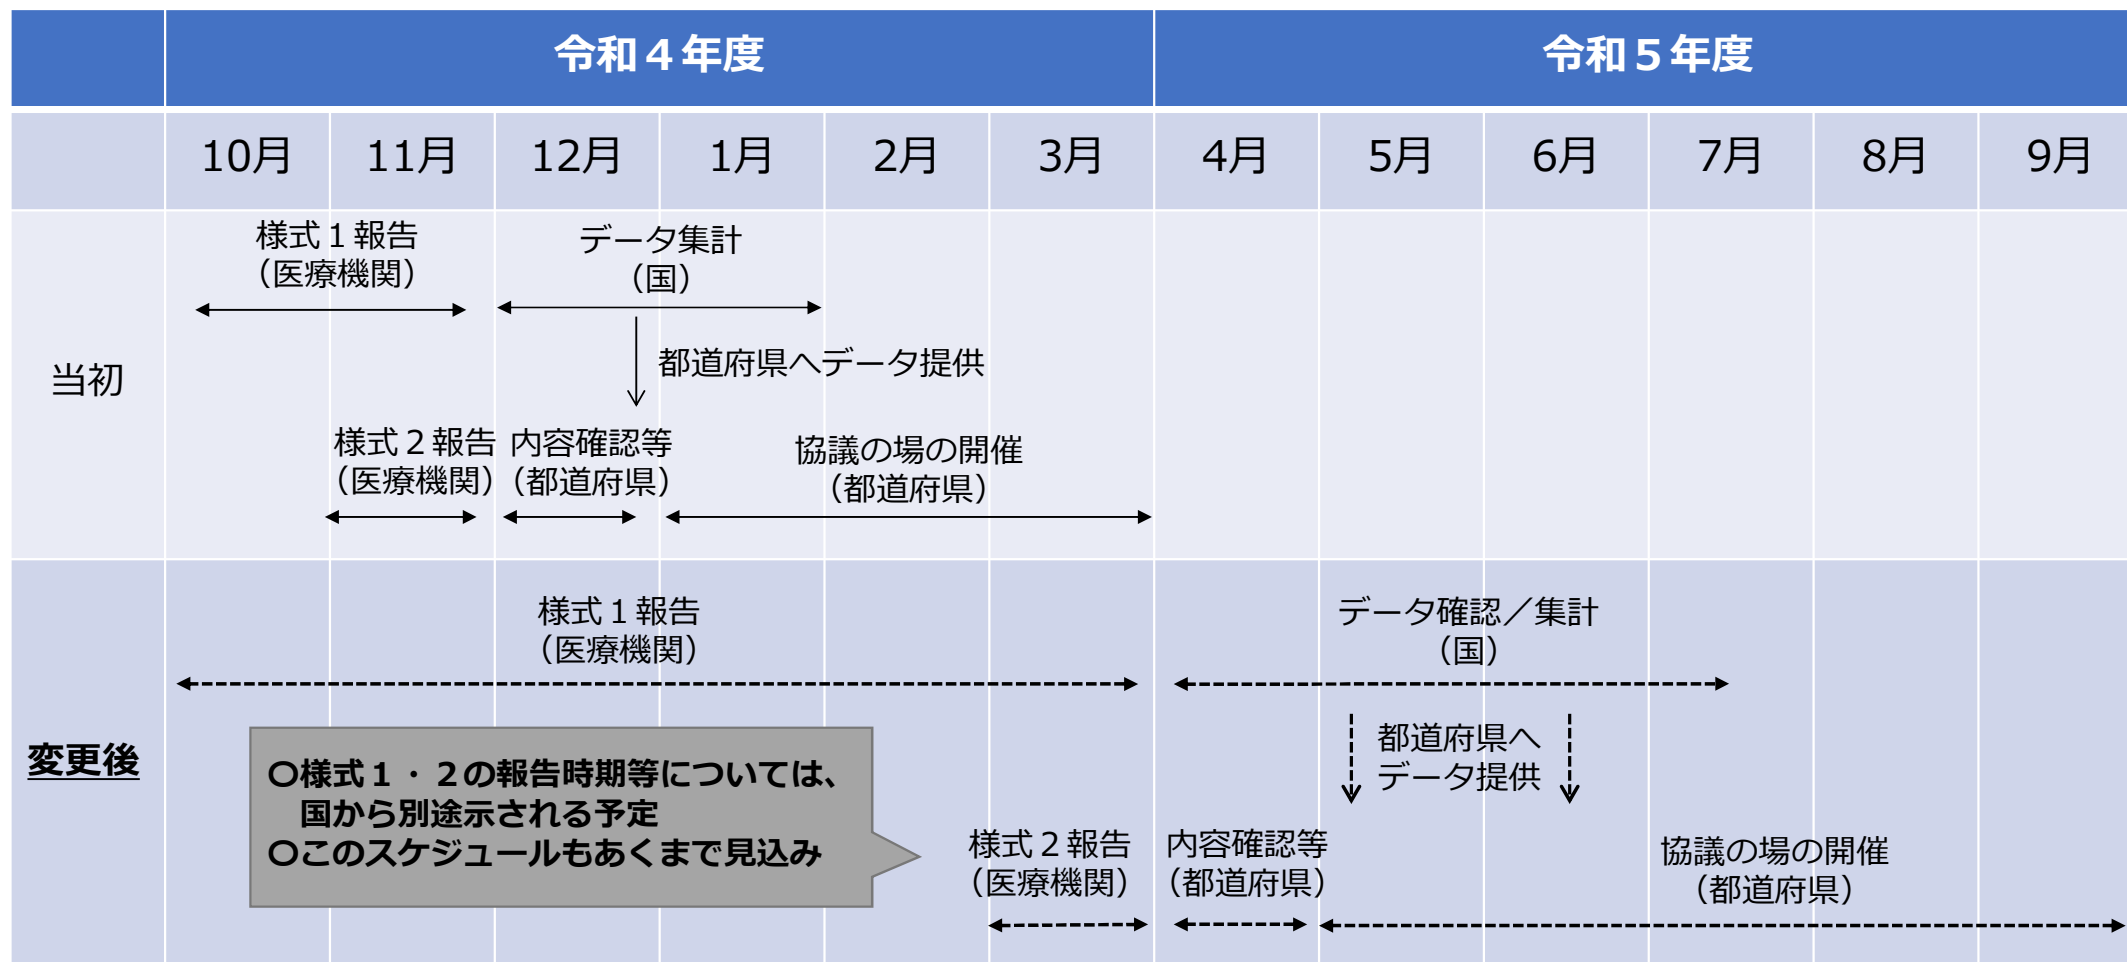 令和４年度
令和５年度
10月
11月
12月
1月
2月
3月
4月
5月
6月
7月
8月
9月
当初
様式１報告
（医療機関）
データ集計
（国）
都道府県へデータ提供
様式２報告
（医療機関）
内容確認等
（都道府県）
協議の場の開催
（都道府県）
変更後
様式１報告
（医療機関）
データ確認／集計
（国）
都道府県へ
データ提供
〇様式１・２の報告時期等については、
国から別途示される予定
〇このスケジュールもあくまで見込み
様式２報告
（医療機関）
内容確認等
（都道府県）
協議の場の開催
（都道府県）